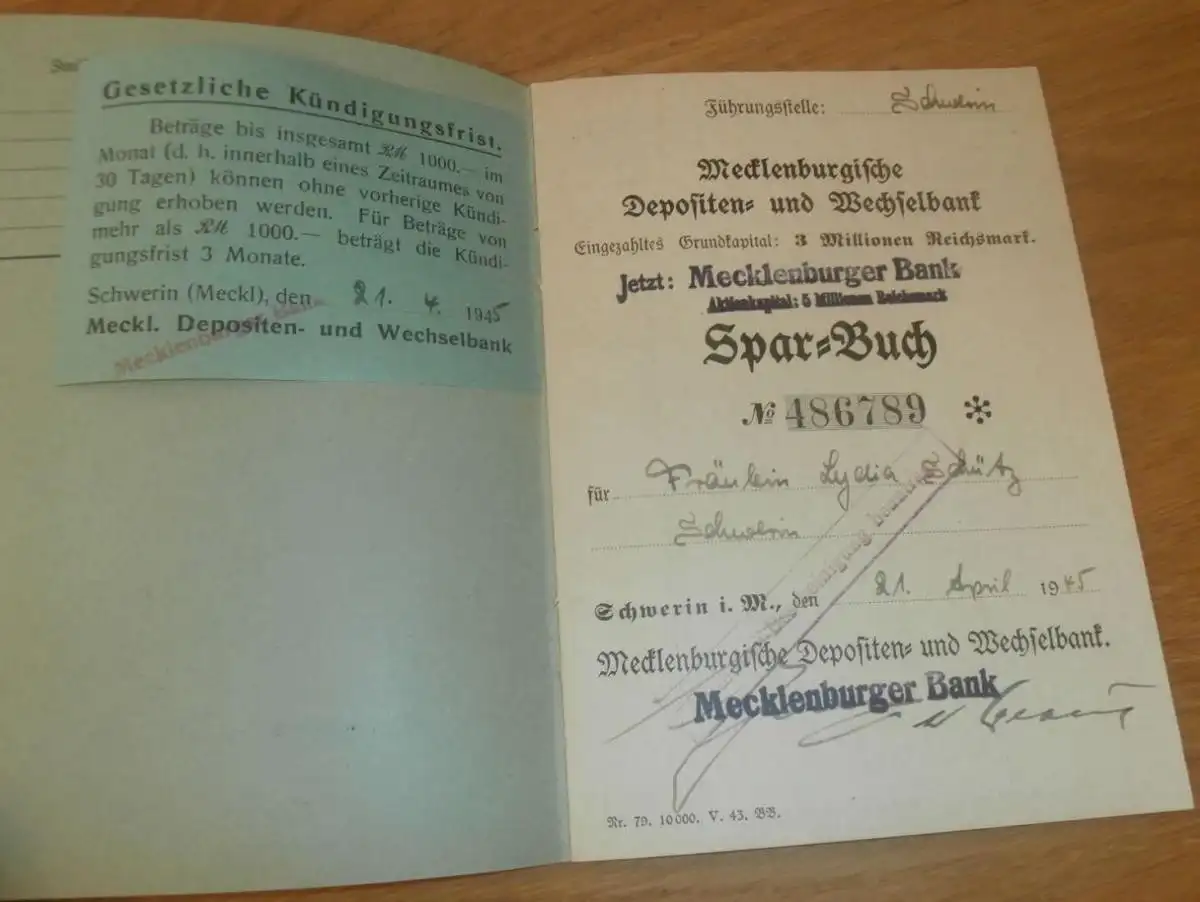 Gesetzliche Kündigungsfrist.
Beträge bis insgesamt RM 1000.— im
Monat (d. h. innerhalb eines Zeitraumes von
30 Tagen) können ohne vorherige Kündi-
gung erhoben werden. Für Beträge von
mehr als RM 1000.— beträgt die Kündi-
gungsfrist 3 Monate.
Schwerin (Meckl), den 21. 4. 1945
Meckl. Depositen- und Wechselbank
Mecklenburger Bank
Führungsstelle: Schwerin
Mecklenburgische
Depositen- und Wechselbank
Eingezahltes Grundkapital: 3 Millionen Reichsmark.
Jetzt: Mecklenburger Bank
Aktienkapital: 5 Millionen Reichsmark
Spar-Buch
№ 486789 *
für Fräulein Lydia Schütz
Schwerin
Schwerin i. M., den 21. April 1945
Mecklenburgische Depositen- und Wechselbank.
Mecklenburger Bank
Nr. 79. 10000. V. 43. BB.